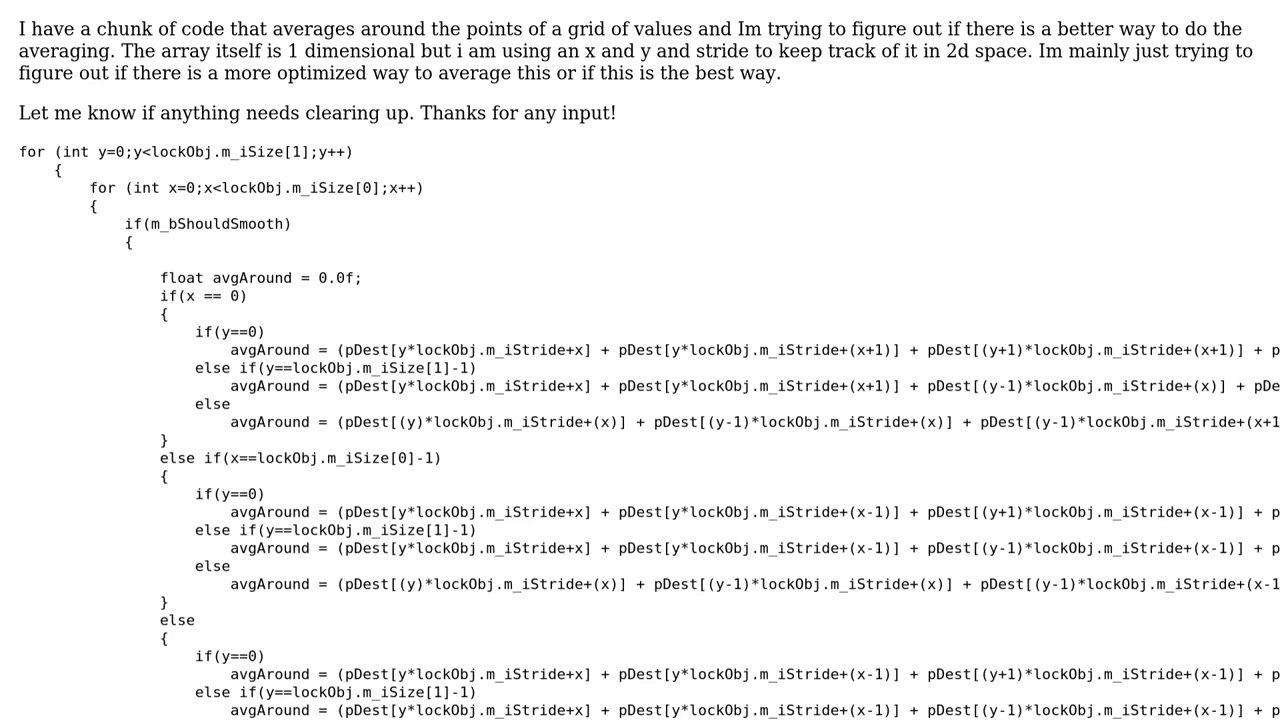 I have a chunk of code that averages around the points of a grid of values and Im trying to figure out if there is a better way to do the
averaging. The array itself is 1 dimensional but i am using an x and y and stride to keep track of it in 2d space. Im mainly just trying to
figure out if there is a more optimized way to average this or if this is the best way.
Let me know if anything needs clearing up. Thanks for any input!
for (int y=0;y<lockObj.m_iSize[1];y++)
{
for (int x=0;x<lockObj.m_iSize[0];x++)
{
if(m_bShouldSmooth)
{
float avgAround = 0.0f;
if(x == 0)
{
if(y==0)
avgAround = (pDest[y*lockObj.m_iStride+x] + pDest[y*lockObj.m_iStride+(x+1)] + pDest[(y+1)*lockObj.m_iStride+(x+1)] + p
else if(y==lockObj.m_iSize[1]-1)
avgAround = (pDest[y*lockObj.m_iStride+x] + pDest[y*lockObj.m_iStride+(x+1)] + pDest[(y-1)*lockObj.m_iStride+(x)] + pDe
else
avgAround = (pDest[(y)*lockObj.m_iStride+(x)] + pDest[(y-1)*lockObj.m_iStride+(x)] + pDest[(y-1)*lockObj.m_iStride+(x+1
}
else if(x==lockObj.m_iSize[0]-1)
{
if(y==0)
avgAround = (pDest[y*lockObj.m_iStride+x] + pDest[y*lockObj.m_iStride+(x-1)] + pDest[(y+1)*lockObj.m_iStride+(x-1)] + p
else if(y==lockObj.m_iSize[1]-1)
avgAround = (pDest[y*lockObj.m_iStride+x] + pDest[y*lockObj.m_iStride+(x-1)] + pDest[(y-1)*lockObj.m_iStride+(x-1)] + p
else
avgAround = (pDest[(y)*lockObj.m_iStride+(x)] + pDest[(y-1)*lockObj.m_iStride+(x)] + pDest[(y-1)*lockObj.m_iStride+(x-1
}
else
{
if(y==0)
avgAround = (pDest[y*lockObj.m_iStride+x] + pDest[y*lockObj.m_iStride+(x-1)] + pDest[(y+1)*lockObj.m_iStride+(x-1)] + p
else if(y==lockObj.m_iSize[1]-1)
avgAround = (pDest[y*lockObj.m_iStride+x] + pDest[y*lockObj.m_iStride+(x-1)] + pDest[(y-1)*lockObj.m_iStride+(x-1)] + p